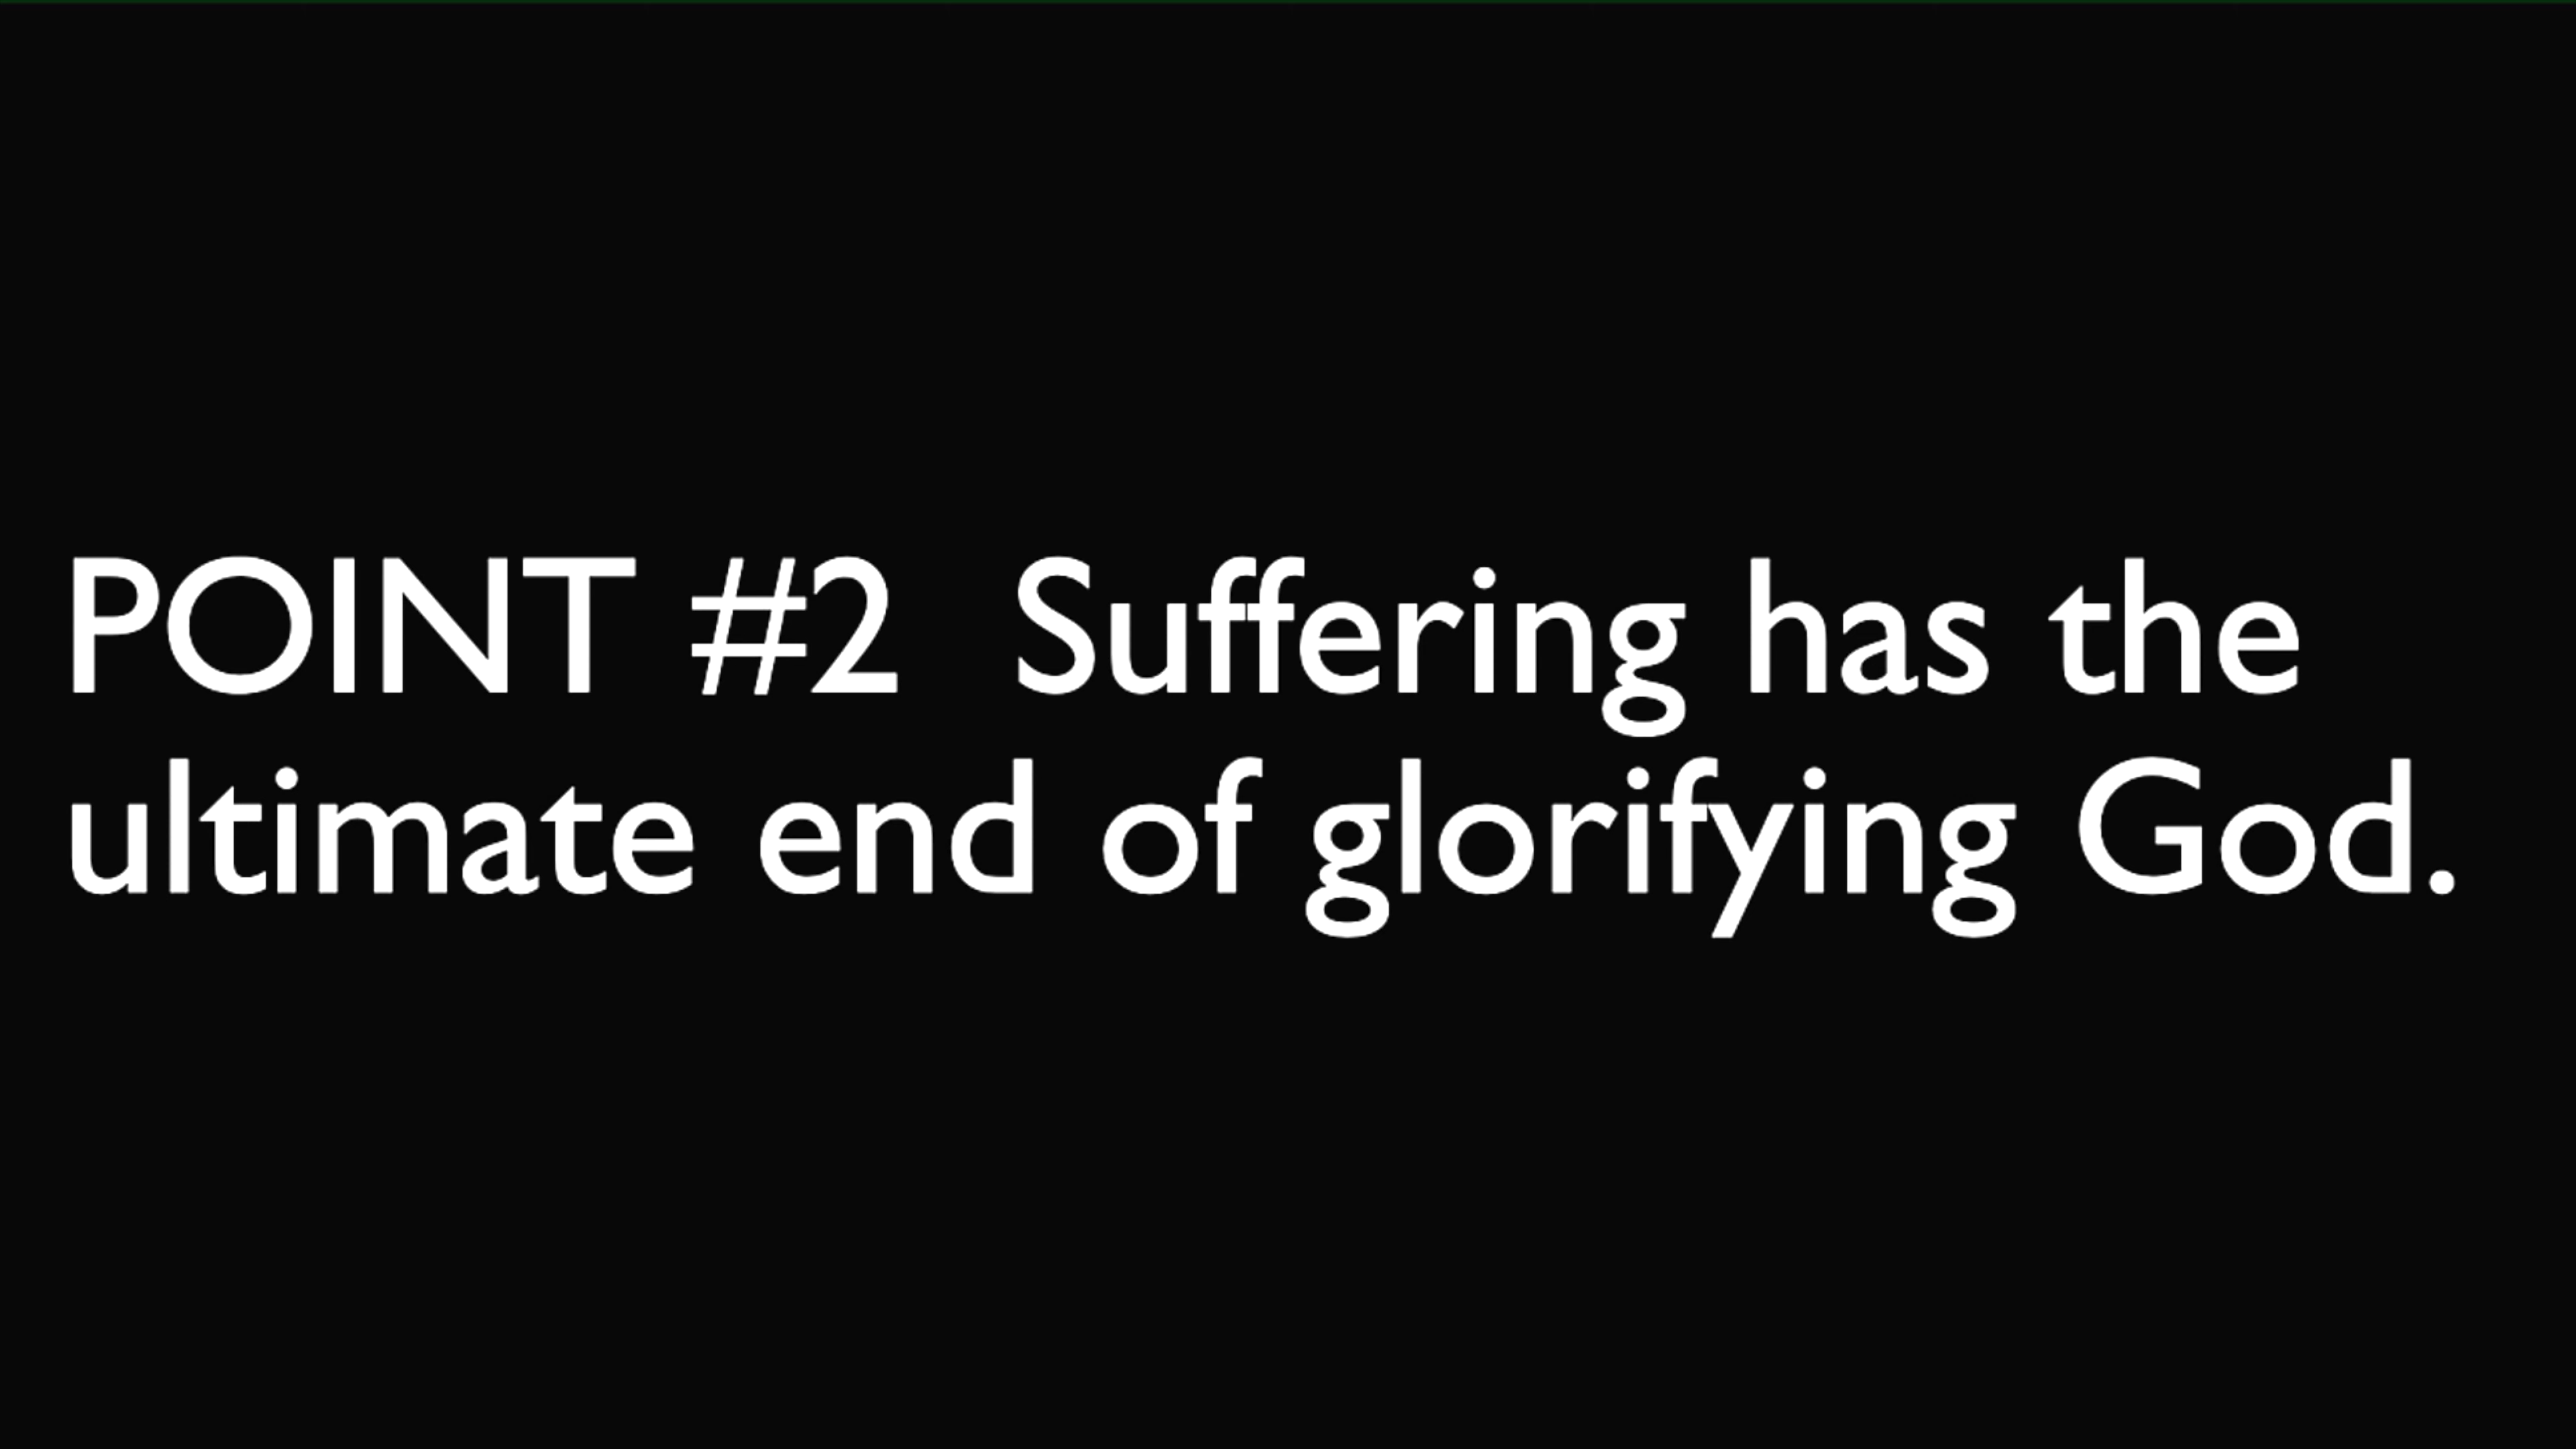 POINT #2  Suffering has the
ultimate end of glorifying God.